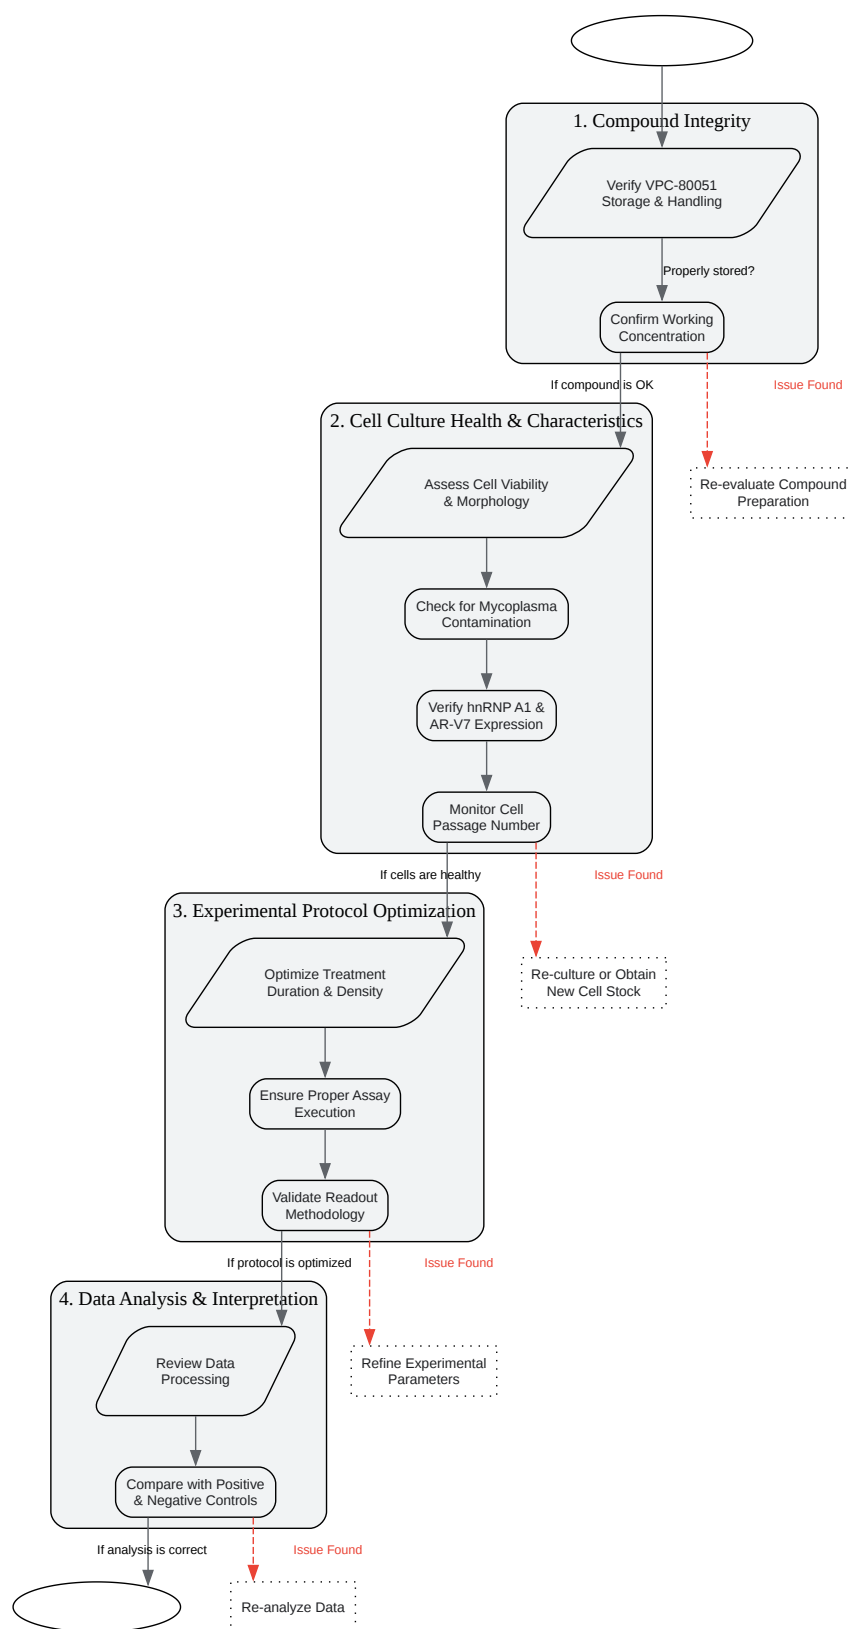 1. Compound Integrity
Verify VPC-80051
Storage & Handling
Properly stored?
Confirm Working
Concentration
If compound is OK
Issue Found
2. Cell Culture Health & Characteristics
Assess Cell Viability
& Morphology
Re-evaluate Compound
Preparation
Check for Mycoplasma
Contamination
Verify hnRNP A1 &
AR-V7 Expression
Monitor Cell
Passage Number
If cells are healthy
Issue Found
3. Experimental Protocol Optimization
Optimize Treatment
Duration & Density
Re-culture or Obtain
New Cell Stock
Ensure Proper Assay
Execution
Validate Readout
Methodology
If protocol is optimized
Issue Found
4. Data Analysis & Interpretation
Review Data
Processing
Refine Experimental
Parameters
Compare with Positive
& Negative Controls
If analysis is correct
Issue Found
Re-analyze Data